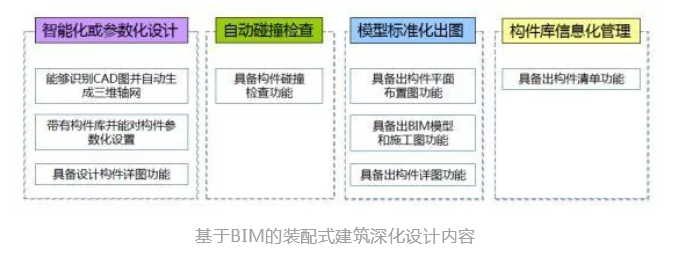 智能化或参数化设计
能够识别CAD图并自动生
成三维轴网
带有构件库并能对构件参
数化设置
具备设计构件详图功能
自动碰撞检查
具备构件碰撞
检查功能
模型标准化出图
具备出构件平面
布置图功能
具备出BIM模型
和施工图功能
具备出构件详图功能
构件库信息化管理
具备出构件清单功能
基于BIM的装配式建筑深化设计内容